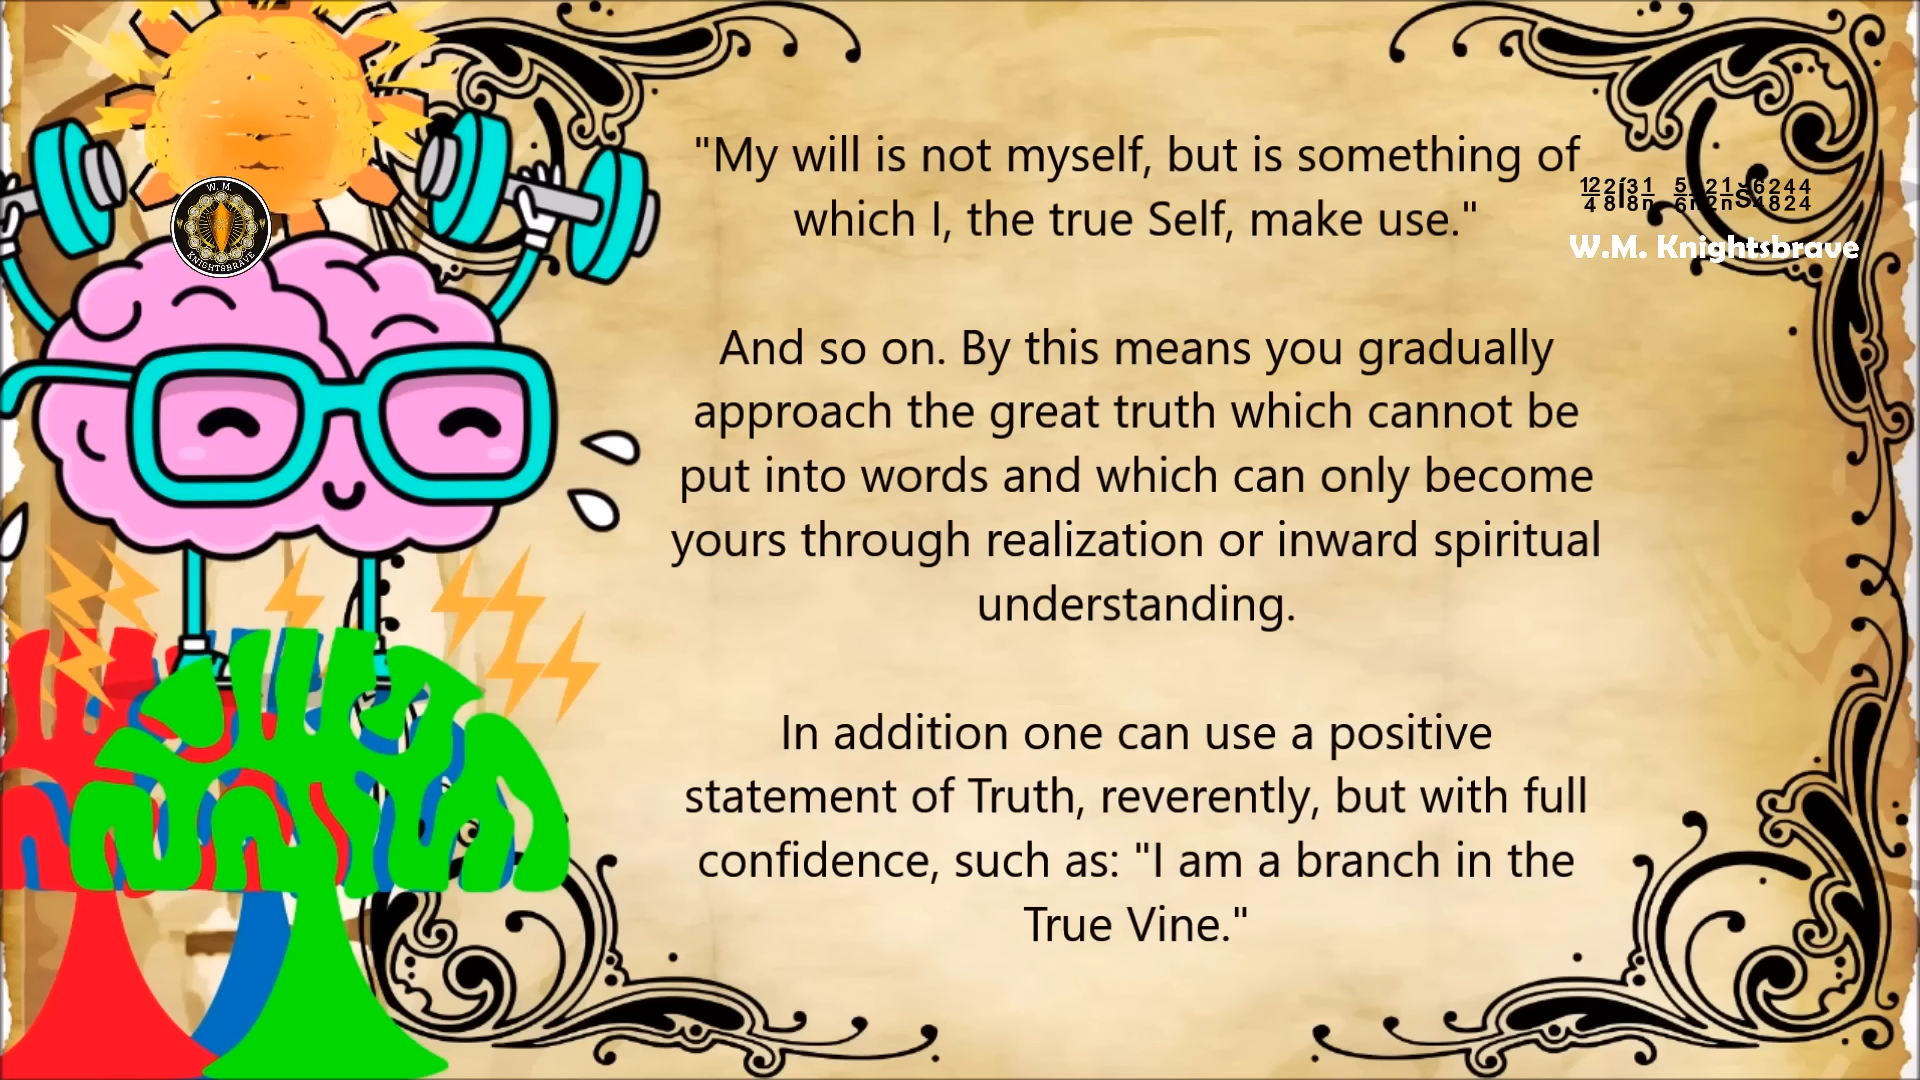 "My will is not myself, but is something of
which I, the true Self, make use."
And so on. By this means you gradually
approach the great truth which cannot be
put into words and which can only become
yours through realization or inward spiritual
understanding.
In addition one can use a positive
statement of Truth, reverently, but with full
confidence, such as: "I am a branch in the
True Vine."
W.M. Knightsbrave
W. M.
KNIGHTSBRAVE